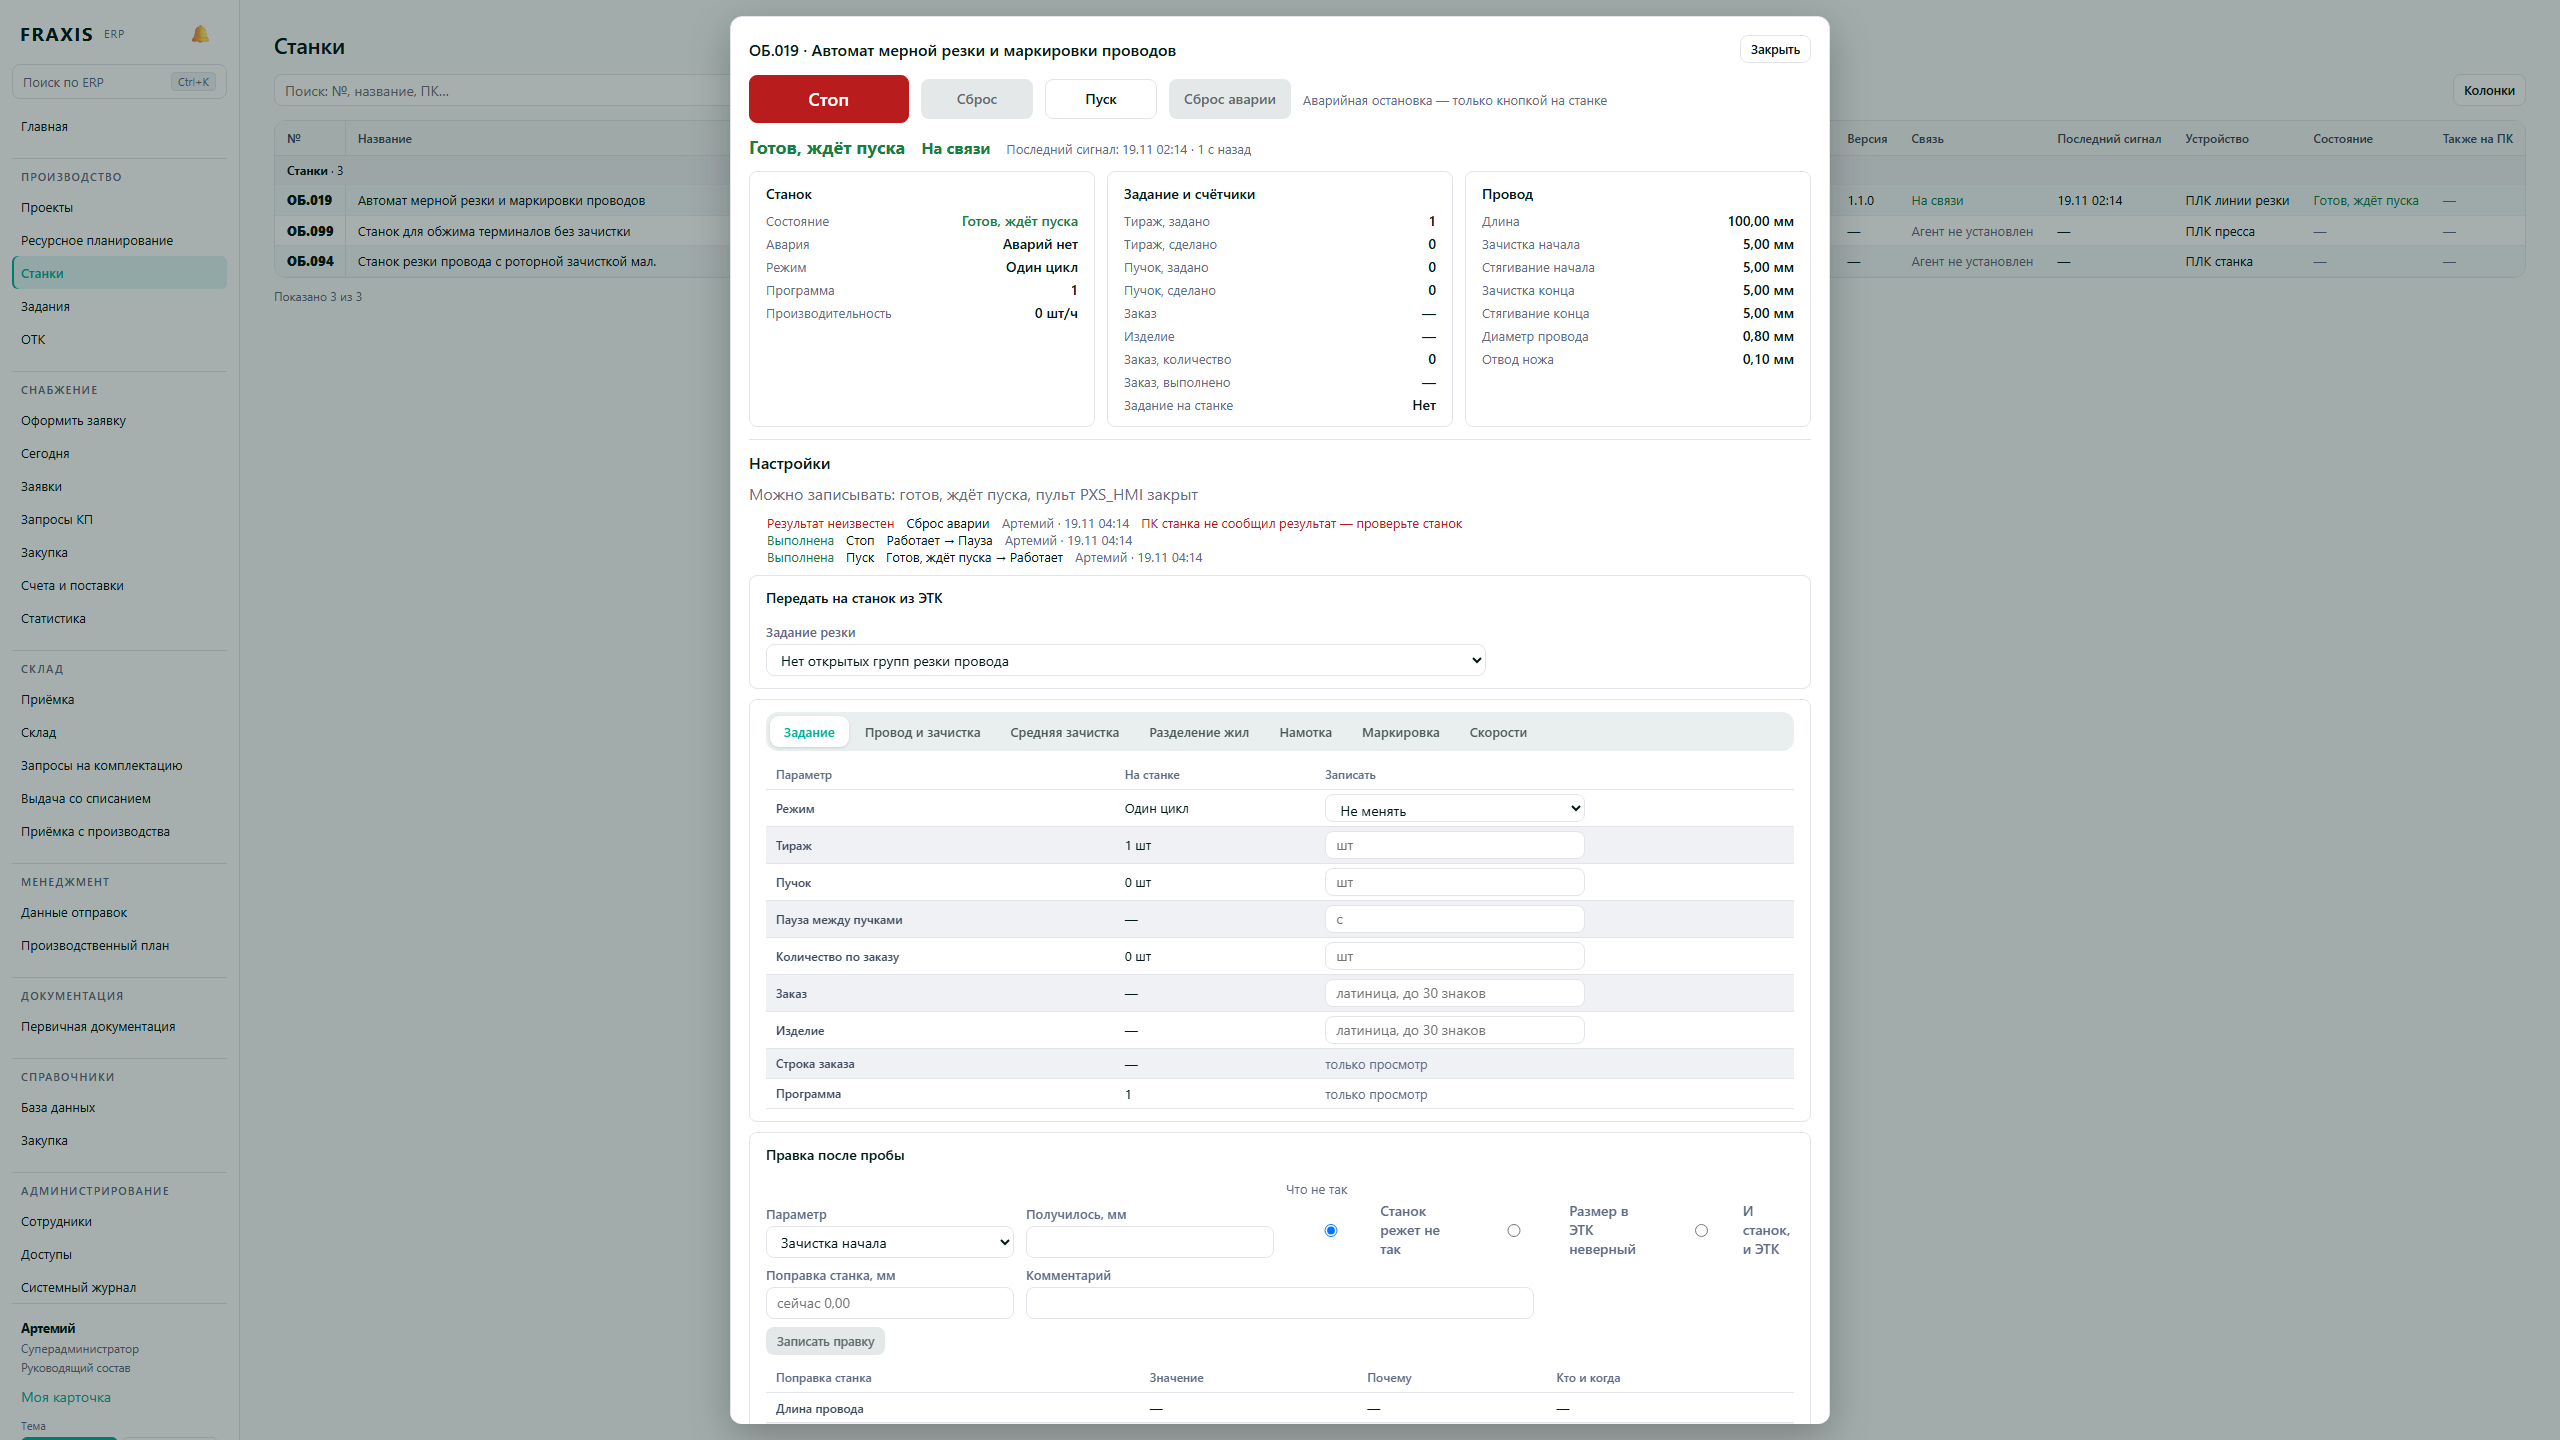 FRAXIS ERP
Поиск по ERP Ctrl+K
Главная
ПРОИЗВОДСТВО
Проекты
Ресурсное планирование
Станки
Задания
ОТК
СНАБЖЕНИЕ
Оформить заявку
Сегодня
Заявки
Запросы КП
Закупка
Счета и поставки
Статистика
СКЛАД
Приёмка
Склад
Запросы на комплектацию
Выдача со списанием
Приёмка с производства
МЕНЕДЖМЕНТ
Данные отправок
Производственный план
ДОКУМЕНТАЦИЯ
Первичная документация
СПРАВОЧНИКИ
База данных
Закупка
АДМИНИСТРИРОВАНИЕ
Сотрудники
Доступы
Системный журнал
Артемий
Суперадминистратор
Руководящий состав
Моя карточка
Тема
Станки
Поиск: №, название, ПК...
Колонки
№ Название Версия Связь Последний сигнал Устройство Состояние Также на ПК
Станки · 3
ОБ.019 Автомат мерной резки и маркировки проводов 1.1.0 На связи 19.11 02:14 ПЛК линии резки Готов, ждёт пуска —
ОБ.099 Станок для обжима терминалов без зачистки — Агент не установлен — ПЛК пресса — —
ОБ.094 Станок резки провода с роторной зачисткой мал. — Агент не установлен — ПЛК станка — —
Показано 3 из 3
ОБ.019 · Автомат мерной резки и маркировки проводов Закрыть
Стоп Сброс Пуск Сброс аварии Аварийная остановка — только кнопкой на станке
Готов, ждёт пуска На связи Последний сигнал: 19.11 02:14 · 1 с назад
Станок
Состояние Готов, ждёт пуска
Авария Аварий нет
Режим Один цикл
Программа 1
Производительность 0 шт/ч
Задание и счётчики
Тираж, задано 1
Тираж, сделано 0
Пучок, задано 0
Пучок, сделано 0
Заказ —
Изделие —
Заказ, количество 0
Заказ, выполнено —
Задание на станке Нет
Провод
Длина 100,00 мм
Зачистка начала 5,00 мм
Стягивание начала 5,00 мм
Зачистка конца 5,00 мм
Стягивание конца 5,00 мм
Диаметр провода 0,80 мм
Отвод ножа 0,10 мм
Настройки
Можно записывать: готов, ждёт пуска, пульт PXS_HMI закрыт
Результат неизвестен Сброс аварии Артемий · 19.11 04:14 ПК станка не сообщил результат — проверьте станок
Выполнена Стоп Работает → Пауза Артемий · 19.11 04:14
Выполнена Пуск Готов, ждёт пуска → Работает Артемий · 19.11 04:14
Передать на станок из ЭТК
Задание резки
Нет открытых групп резки провода
Задание Провод и зачистка Средняя зачистка Разделение жил Намотка Маркировка Скорости
Параметр На станке Записать
Режим Один цикл Не менять
Тираж 1 шт шт
Пучок 0 шт шт
Пауза между пучками — с
Количество по заказу 0 шт шт
Заказ — латиница, до 30 знаков
Изделие — латиница, до 30 знаков
Строка заказа — только просмотр
Программа 1 только просмотр
Правка после пробы
Что не так
Параметр Получилось, мм
Зачистка начала
Станок режет не так
Размер в ЭТК неверный
И станок, и ЭТК
Поправка станка, мм Комментарий
сейчас 0,00
Записать правку
Поправка станка Значение Почему Кто и когда
Длина провода — — —